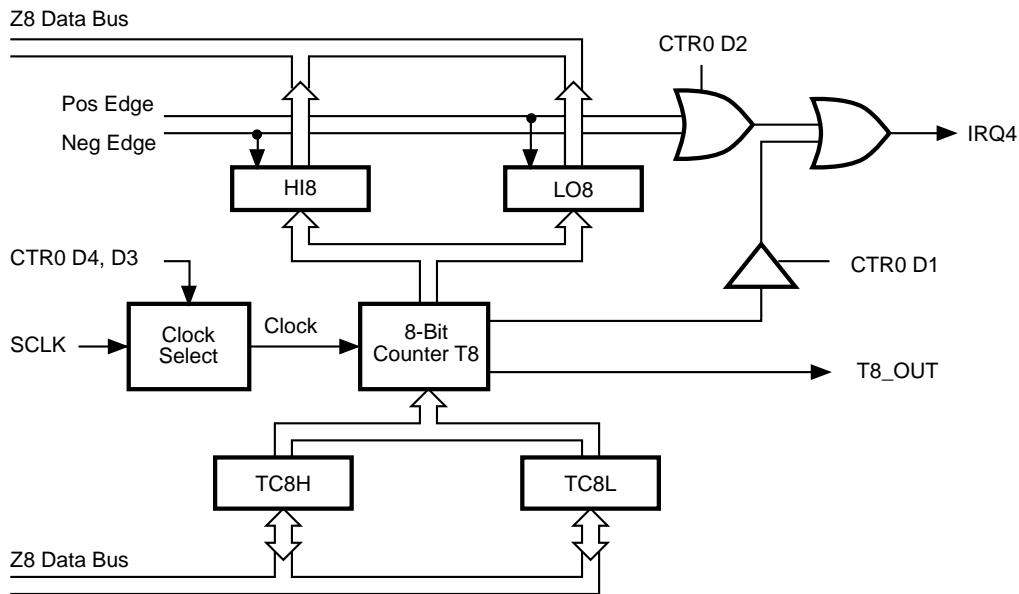 Z8 Data Bus
CTR0 D2
Pos Edge
Neg Edge
IRQ4
HI8
LO8
CTR0 D4, D3
CTR0 D1
SCLK
Clock
Select
Clock
8-Bit
Counter T8
T8_OUT
TC8H
TC8L
Z8 Data Bus